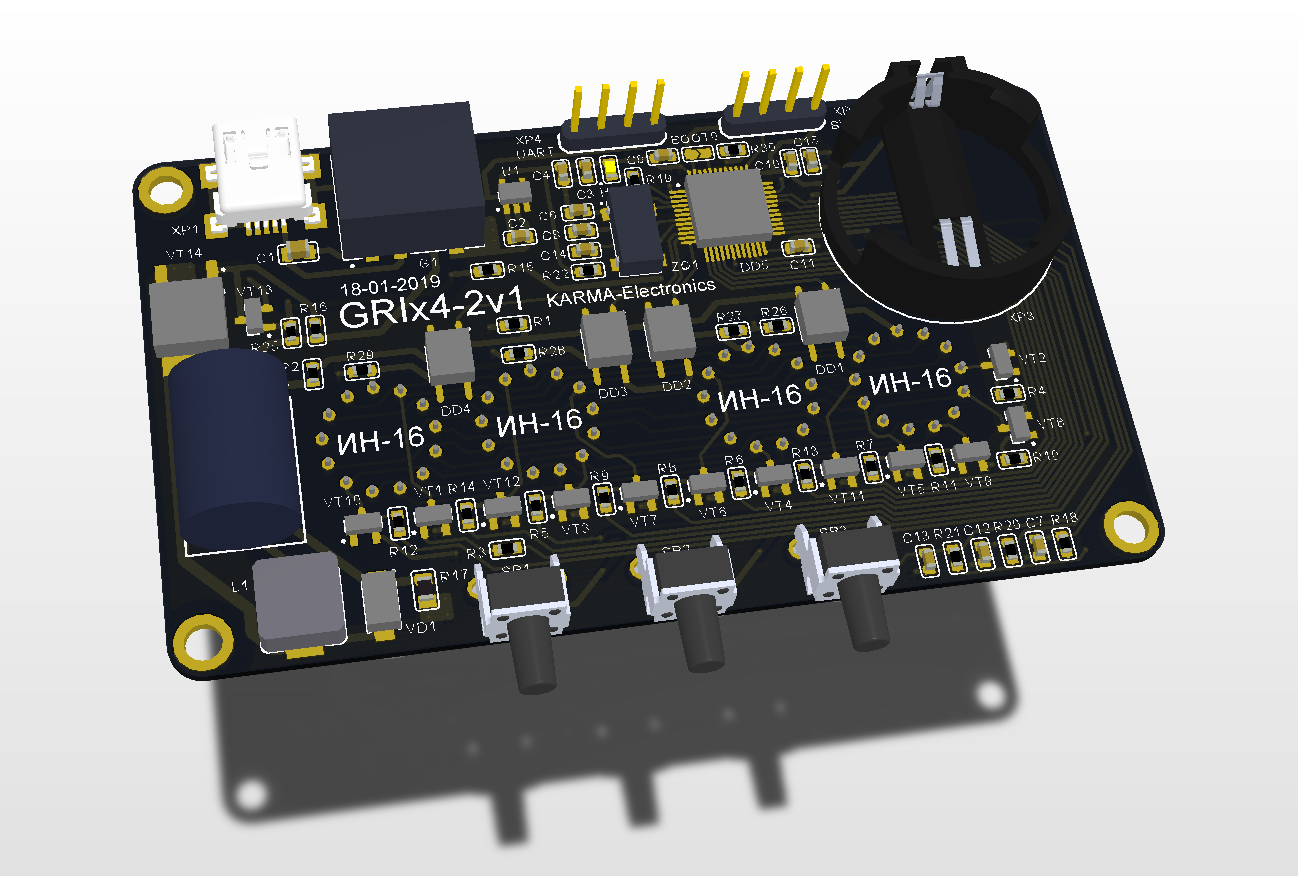 XP4
UART
BOOT0
C15
C10
C4
C3
R19
U1
XP1
C2
C6
C8
C14
R22
C1
G1
R15
ZQ1
DD5
C11
VT14
18-01-2019
GRIx4-2v1
KARMA-Electronics
VT13
R16
R1
R27
R26
XP3
R29
R28
DD4
DD3
DD2
DD1
VT2
R4
ИН-16
ИН-16
ИН-16
ИН-16
VT8
R10
VT10
VT1
R14
VT12
R9
R8
R6
R13
R7
R12
R5
VT3
VT7
VT6
VT4
VT11
VT5
R11
VT9
R3
L1
R17
VD1
C13
R21
C12
R20
C7
R18